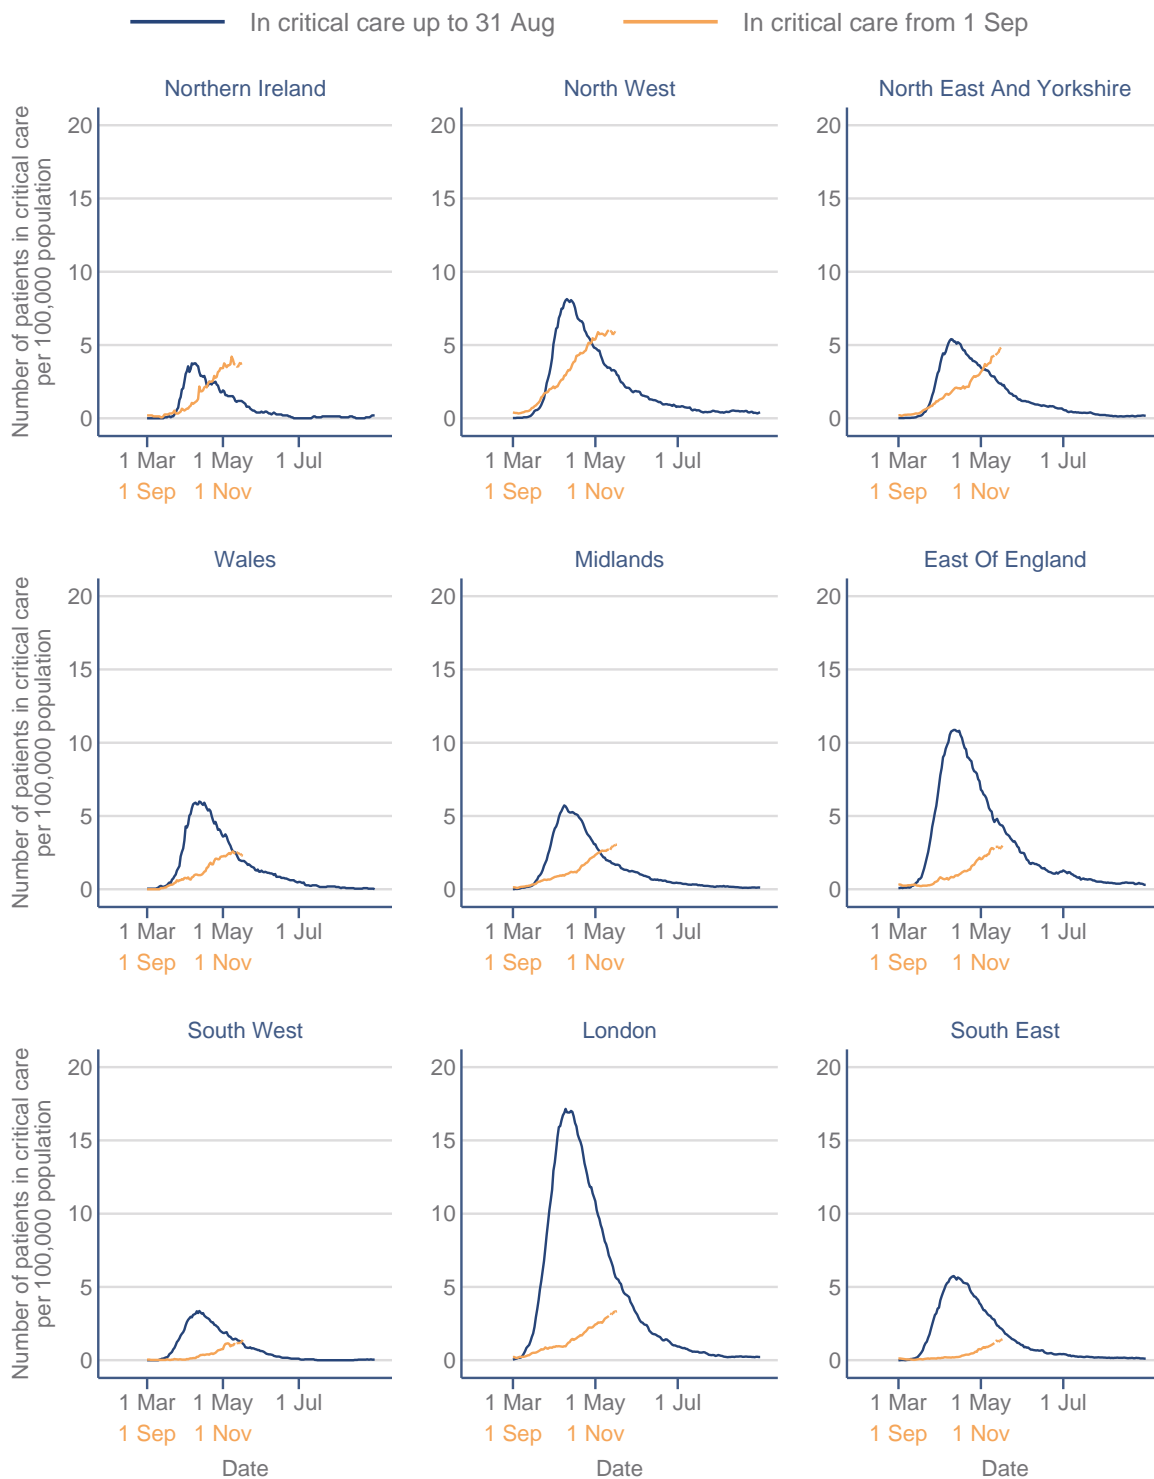 In critical care up to 31 Aug In critical care from 1 Sep
Northern Ireland North West North East And Yorkshire
Number of patients in critical care
per 100,000 population
20 20 20
15 15 15
10 10 10
5 5 5
0 0 0
1 Mar 1 May 1 Jul 1 Mar 1 May 1 Jul 1 Mar 1 May 1 Jul
1 Sep 1 Nov 1 Sep 1 Nov 1 Sep 1 Nov
Wales Midlands East Of England
Number of patients in critical care
per 100,000 population
20 20 20
15 15 15
10 10 10
5 5 5
0 0 0
1 Mar 1 May 1 Jul 1 Mar 1 May 1 Jul 1 Mar 1 May 1 Jul
1 Sep 1 Nov 1 Sep 1 Nov 1 Sep 1 Nov
South West London South East
Number of patients in critical care
per 100,000 population
20 20 20
15 15 15
10 10 10
5 5 5
0 0 0
1 Mar 1 May 1 Jul 1 Mar 1 May 1 Jul 1 Mar 1 May 1 Jul
1 Sep 1 Nov 1 Sep 1 Nov 1 Sep 1 Nov
Date Date Date